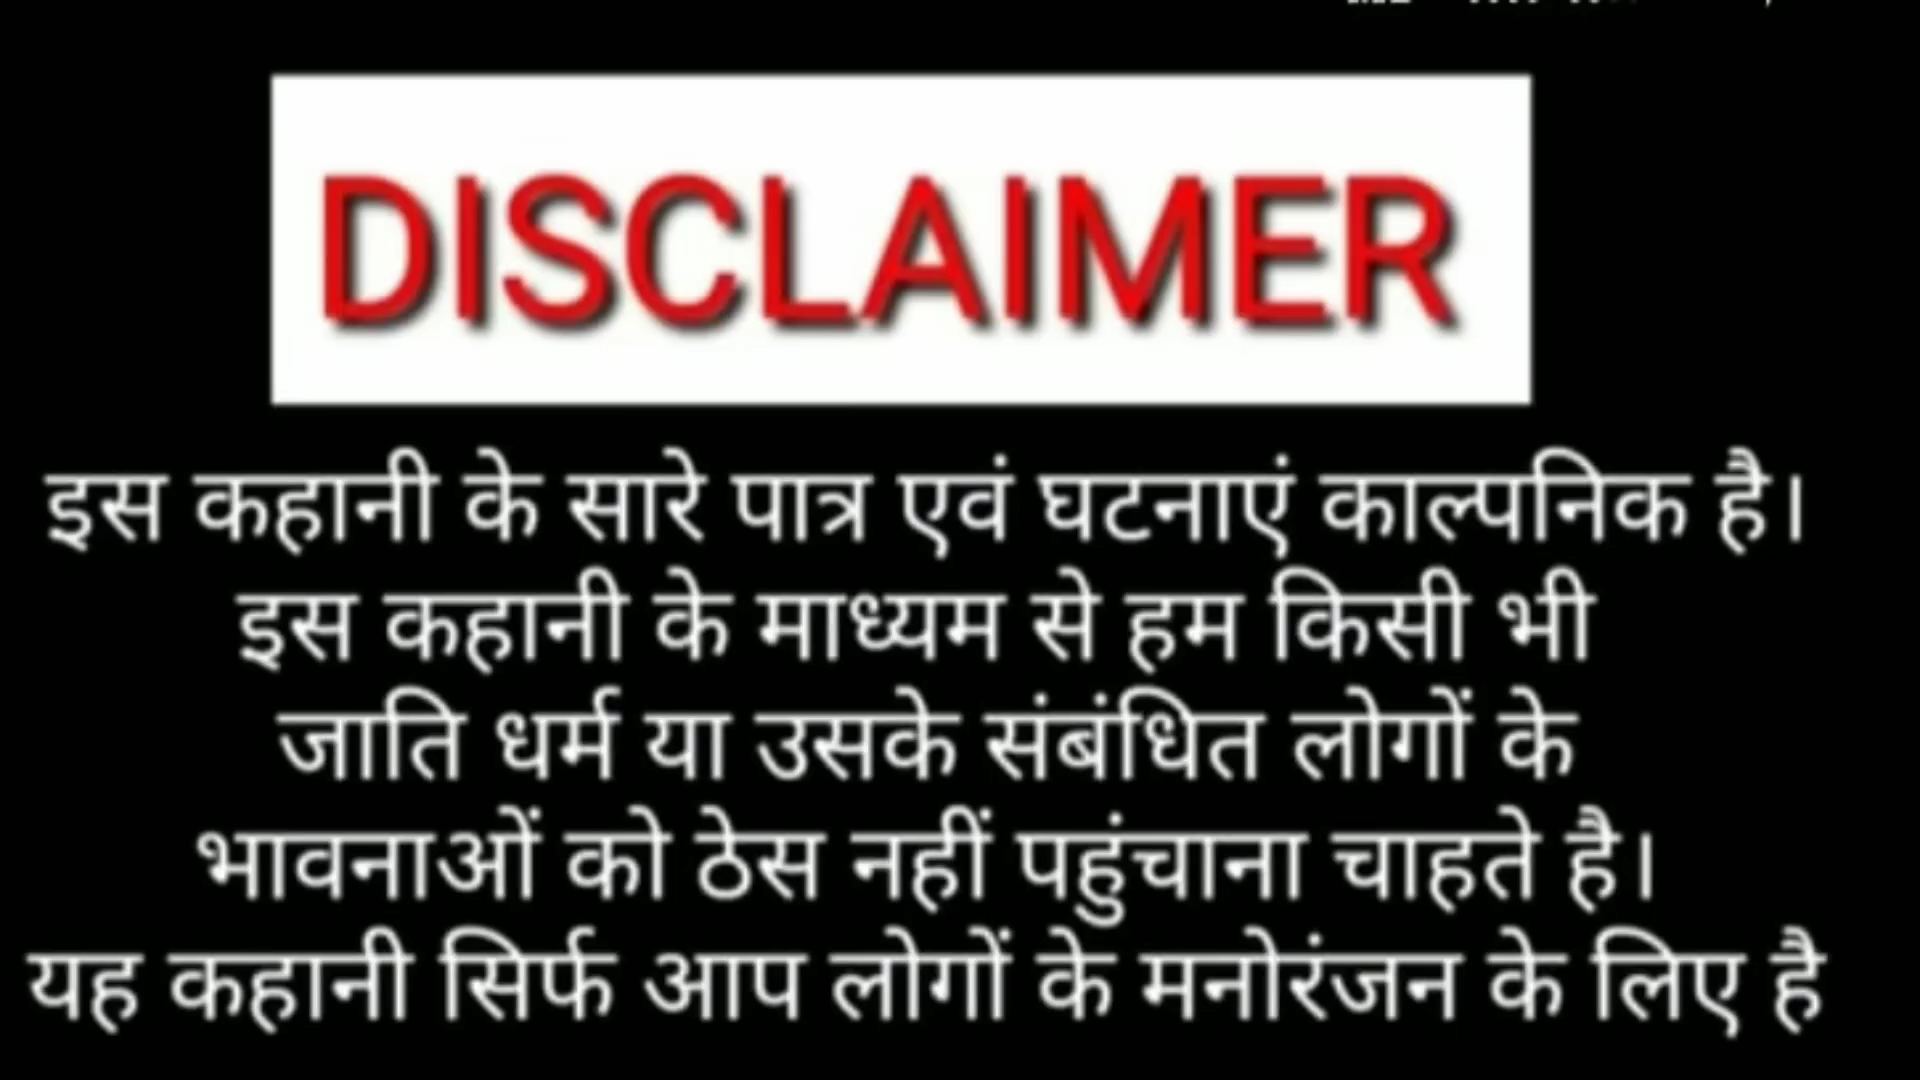 DISCLAIMER
इस कहानी के सारे पात्र एवं घटनाएं काल्पनिक है।
इस कहानी के माध्यम से हम किसी भी
जाति धर्म या उसके संबंधित लोगों के
भावनाओं को ठेस नहीं पहुंचाना चाहते है।
यह कहानी सिर्फ आप लोगों के मनोरंजन के लिए है